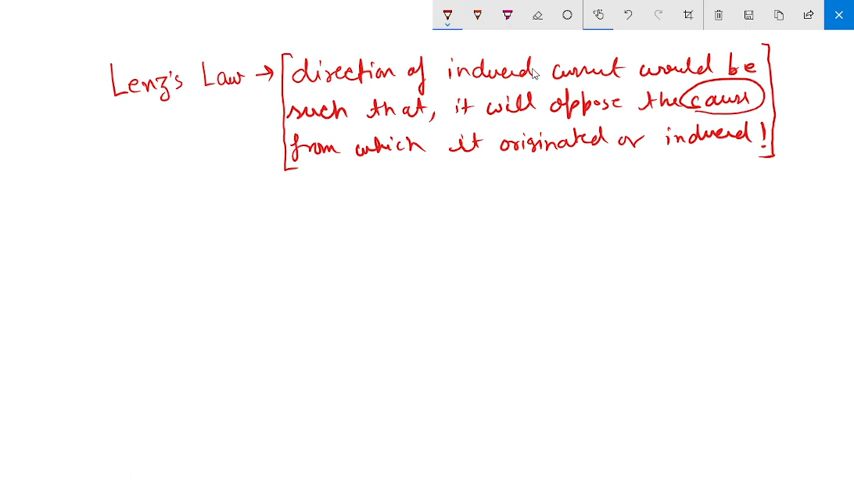 Lenz's Law → [direction of induced current would be
such that, it will oppose the cause
from which it originated or induced!]